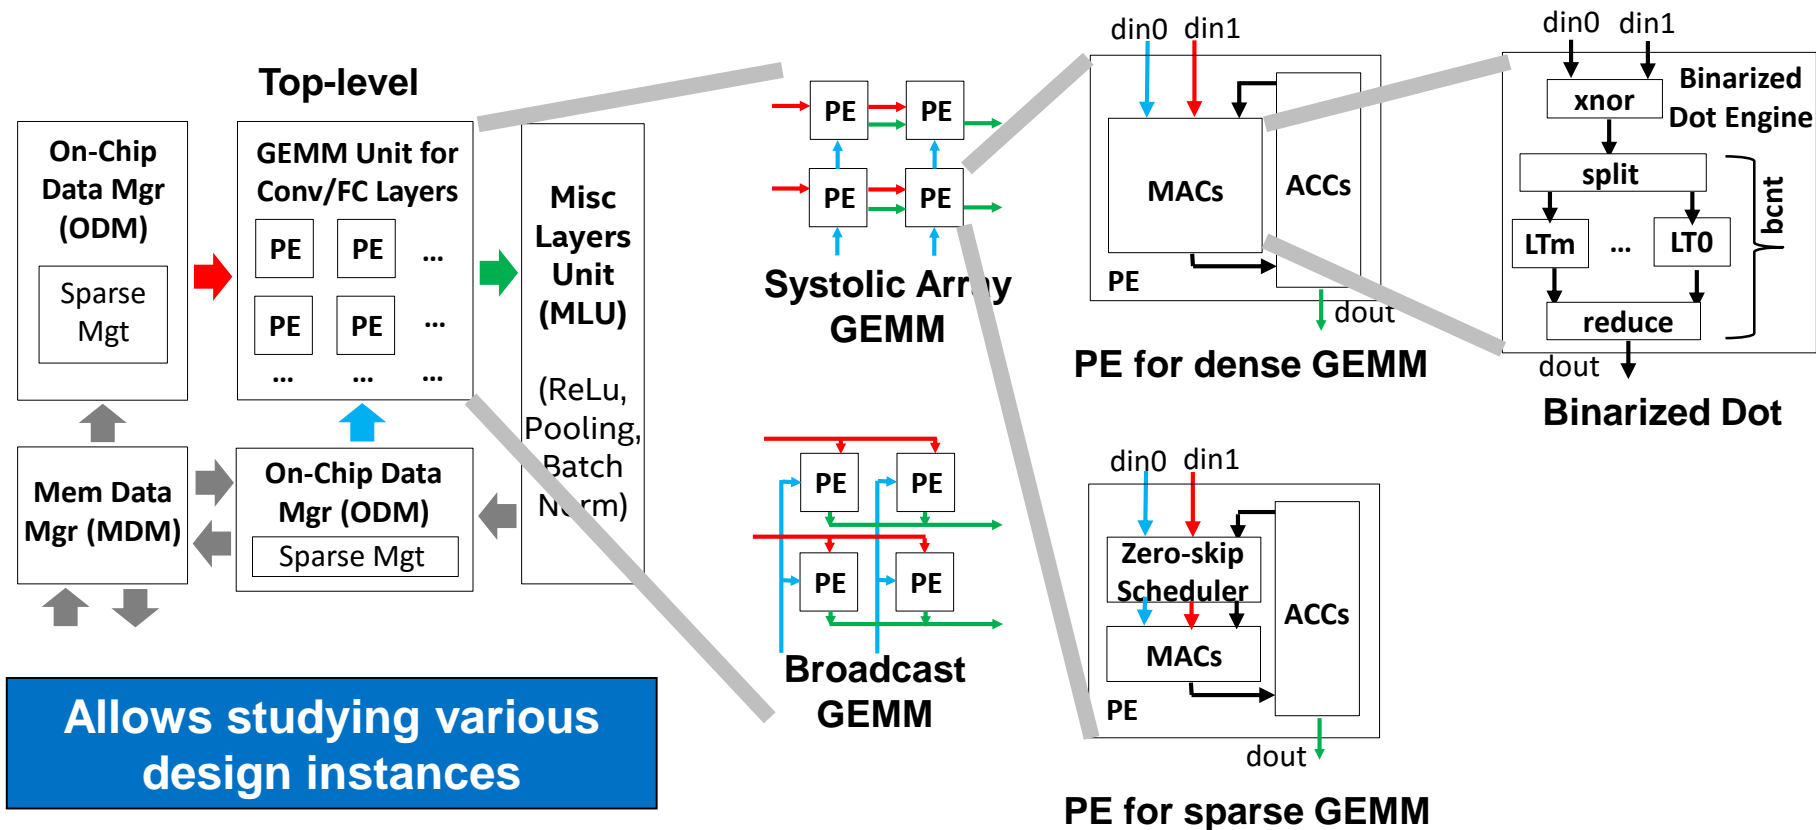 Top-level
On-Chip
Data Mgr
(ODM)
Sparse
Mgt
GEMM Unit for
Conv/FC Layers
PE
PE
...
PE
PE
...
...
...
...
Misc
Layers
Unit
(MLU)
(ReLu,
Pooling,
Batch
Norm)
Mem Data
Mgr (MDM)
On-Chip Data
Mgr (ODM)
Sparse Mgt
Allows studying various
design instances
PE
PE
PE
PE
Systolic Array
GEMM
PE
PE
PE
PE
Broadcast
GEMM
din0
din1
MACs
ACCs
PE
dout
PE for dense GEMM
din0
din1
Zero-skip
Scheduler
MACs
ACCs
PE
dout
PE for sparse GEMM
din0
din1
Binarized
Dot Engine
xnor
split
LTm
...
LT0
bcnt
reduce
dout
Binarized Dot